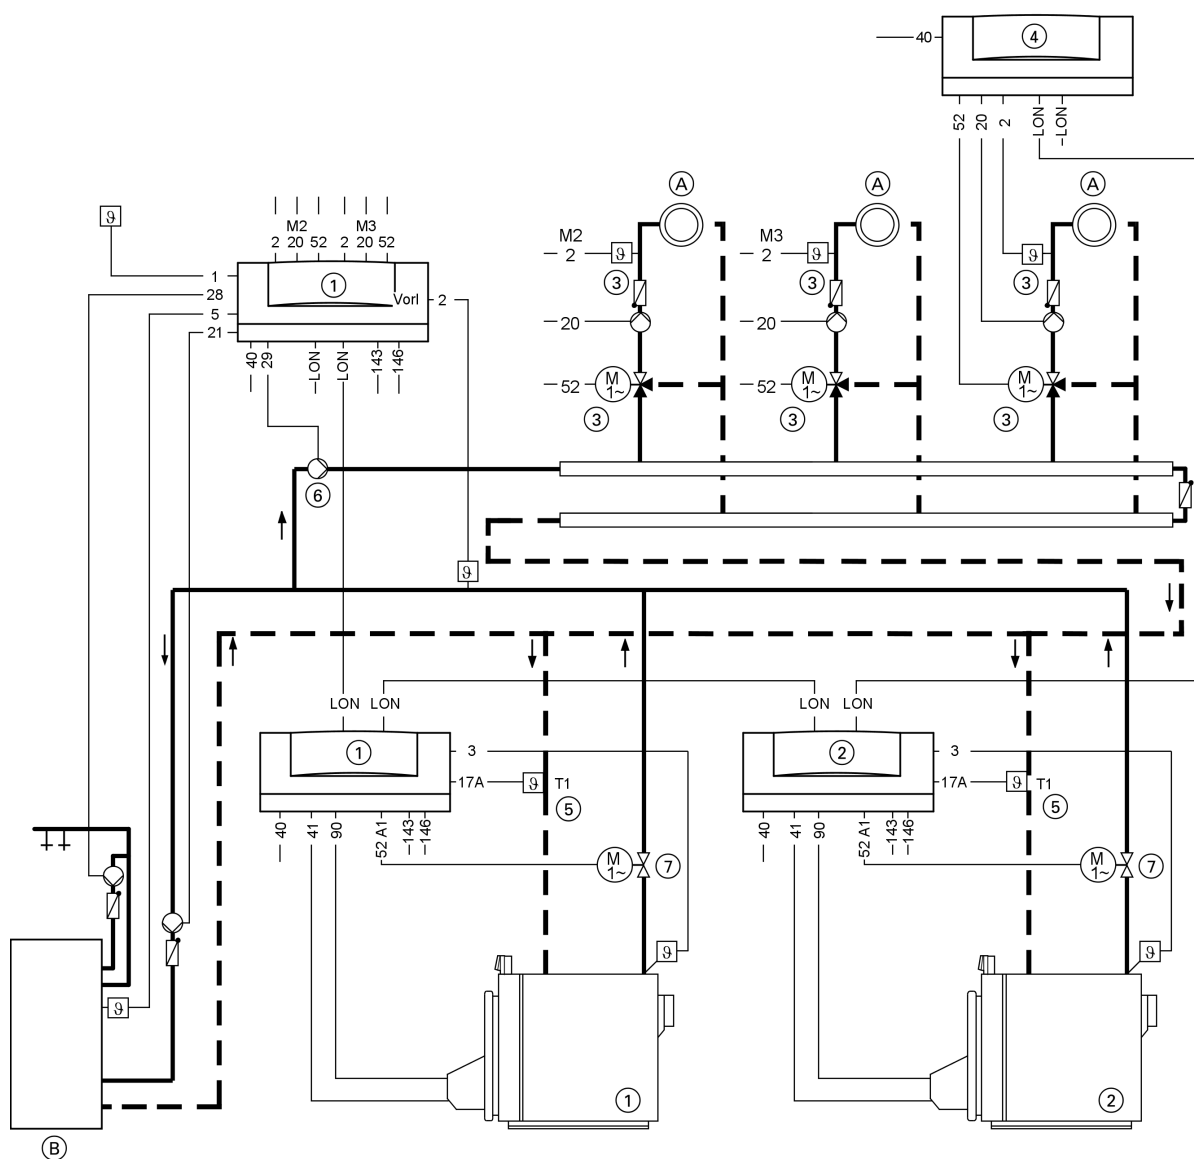 4
40
52 20 2 LON LON
A A A
ϑ
M2 M3
2 20 52 2 20 52
M2 M3
2 ϑ 2 ϑ ϑ
1
1
28
5
21
Vorl 2
3 3 3
20 20
40 29 LON LON 143 146
52 M 1~ 52 M 1~ M 1~
3 3 3
6
ϑ
LON LON LON LON
1 3 2 3
17A ϑ T1 17A ϑ T1
5 5
40 41 90 52 A1 143 146 40 41 90 52 A1 143 146
M 1~ 7 M 1~ 7
ϑ ϑ
ϑ
1 2
B